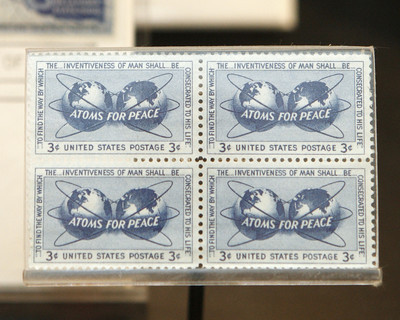 TO FIND THE WAY BY WHICH
THE...INVENTIVENESS OF MAN SHALL...BE
CONSECRATED TO HIS LIFE
ATOMS FOR PEACE
3¢ UNITED STATES POSTAGE 3¢
TO FIND THE WAY BY WHICH
THE...INVENTIVENESS OF MAN SHALL...BE
CONSECRATED TO HIS LIFE
ATOMS FOR PEACE
3¢ UNITED STATES POSTAGE 3¢
TO FIND THE WAY BY WHICH
THE...INVENTIVENESS OF MAN SHALL...BE
CONSECRATED TO HIS LIFE
ATOMS FOR PEACE
3¢ UNITED STATES POSTAGE 3¢
TO FIND THE WAY BY WHICH
THE...INVENTIVENESS OF MAN SHALL...BE
CONSECRATED TO HIS LIFE
ATOMS FOR PEACE
3¢ UNITED STATES POSTAGE 3¢